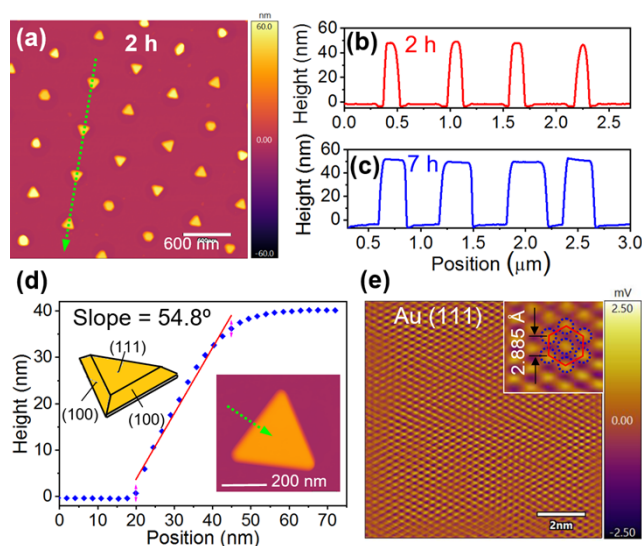 (a)
2 h
nm
60.0
0.00
-60.0
600 nm
(b)
2 h
Height (nm)
60
40
20
0
0.0 0.5 1.0 1.5 2.0 2.5
(c)
7 h
Height (nm)
60
40
20
0
0.5 1.0 1.5 2.0 2.5 3.0
Position (μm)
(d)
Slope = 54.8º
Height (nm)
40
30
20
10
0
(111)
(100)
(100)
200 nm
0 10 20 30 40 50 60 70
Position (nm)
(e)
Au (111)
2.885 Å
2nm
mV
2.50
0.00
-2.50